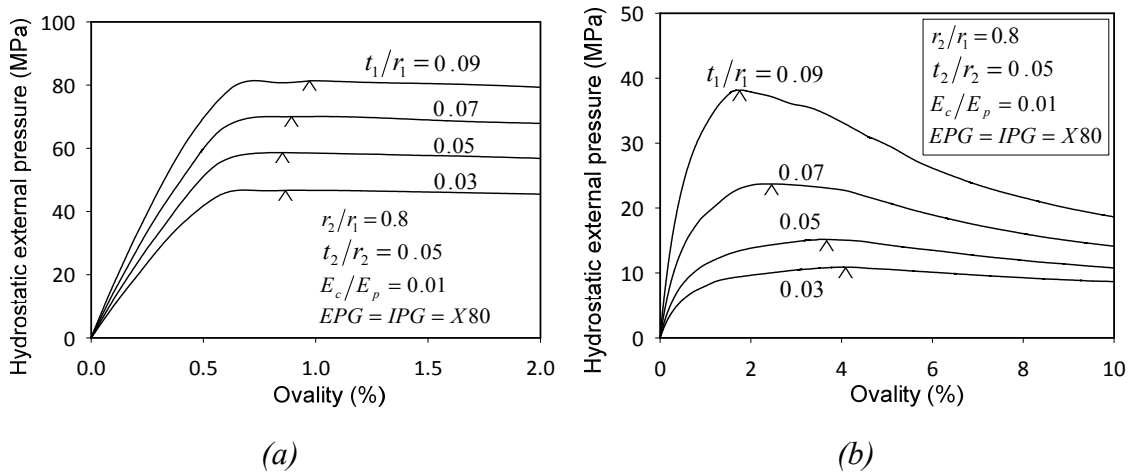 Hydrostatic external pressure (MPa)
100
80
60
40
20
0
t₁/r₁ = 0.09
0.07
0.05
0.03
r₂/r₁ = 0.8
t₂/r₂ = 0.05
E_c/E_p = 0.01
EPG = IPG = X80
0.0 0.5 1.0 1.5 2.0
Ovality (%)
(a)
Hydrostatic external pressure (MPa)
50
40
30
20
10
0
t₁/r₁ = 0.09
0.07
0.05
0.03
r₂/r₁ = 0.8
t₂/r₂ = 0.05
E_c/E_p = 0.01
EPG = IPG = X80
0 2 4 6 8 10
Ovality (%)
(b)